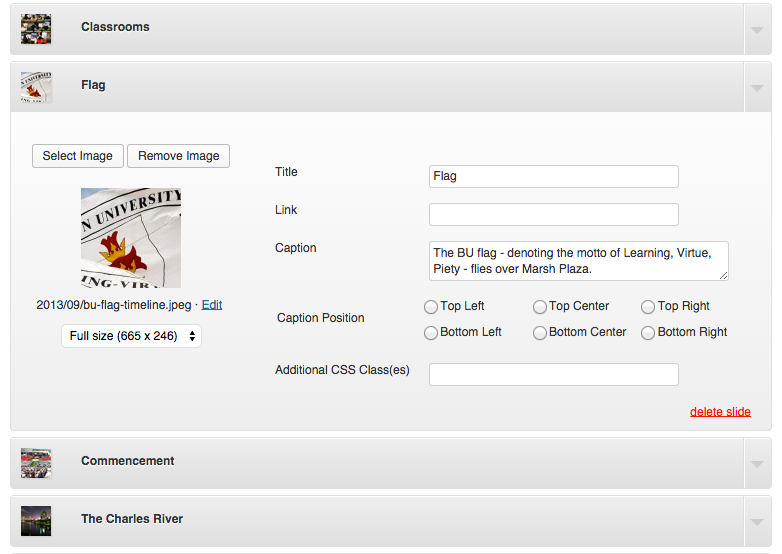 Classrooms
Flag
Select Image Remove Image
N UNIVERSITY
ING-VIR
2013/09/bu-flag-timeline.jpeg · Edit
Full size (665 x 246)
Title Flag
Link
Caption The BU flag - denoting the motto of Learning, Virtue,
Piety - flies over Marsh Plaza.
Caption Position Top Left Top Center Top Right
Bottom Left Bottom Center Bottom Right
Additional CSS Class(es)
delete slide
Commencement
The Charles River